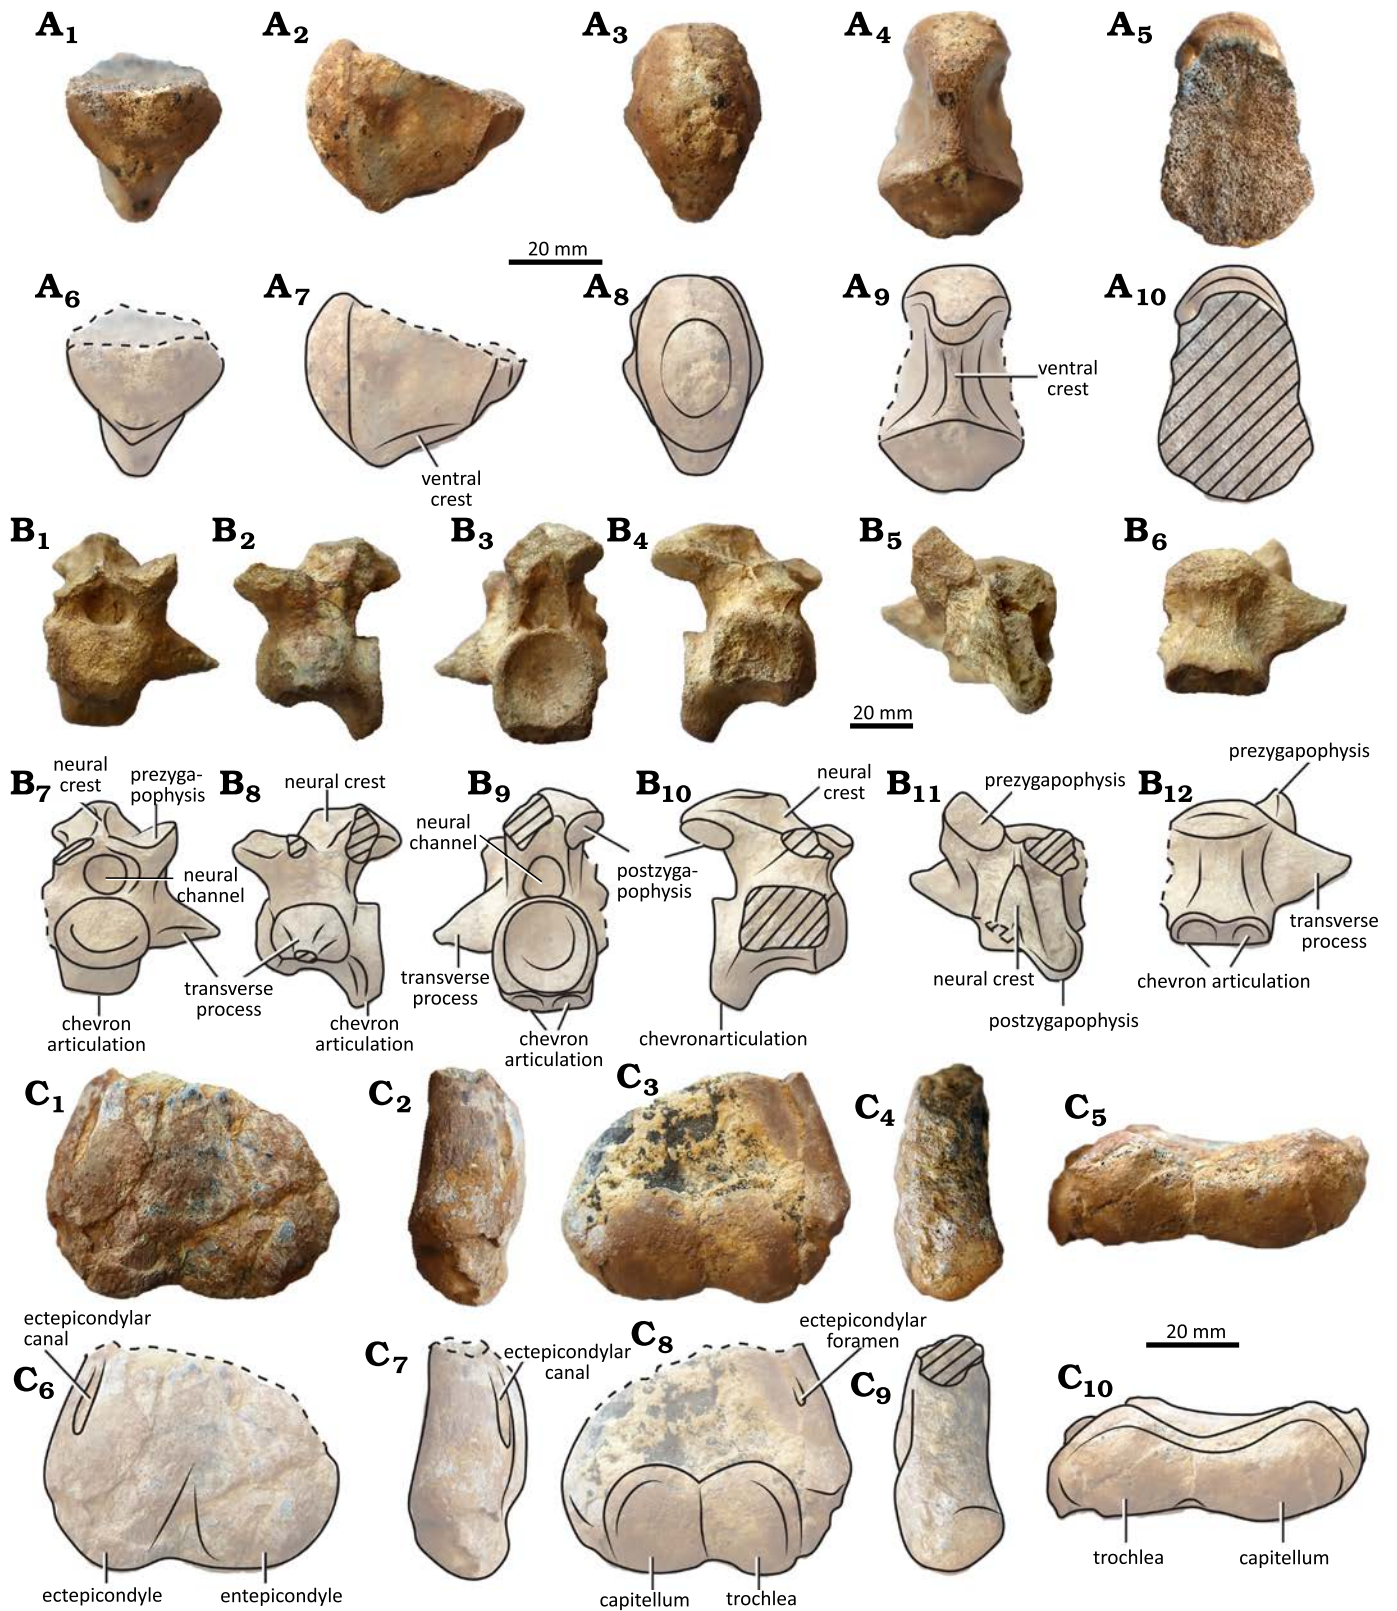 A1 A2 A3 A4 A5
20 mm
A6 A7 A8 A9 A10
ventral
crest
ventral
crest
B1 B2 B3 B4 B5 B6
20 mm
B7 B8 B9 B10 B11 B12
neural
crest
prezyga-
pophysis
neural crest
neural
channel
neural
channel
neural
crest
postzyga-
pophysis
prezygapophysis
prezygapophysis
transverse
process
transverse
process
transverse
process
neural crest
postzygapophysis
chevron
articulation
chevron
articulation
chevron
articulation
chevronarticulation
chevron articulation
C1 C2 C3 C4 C5
20 mm
C6 C7 C8 C9 C10
ectepicondylar
canal
ectepicondylar
canal
ectepicondylar
foramen
ectepicondyle
entepicondyle
capitellum
trochlea
trochlea
capitellum